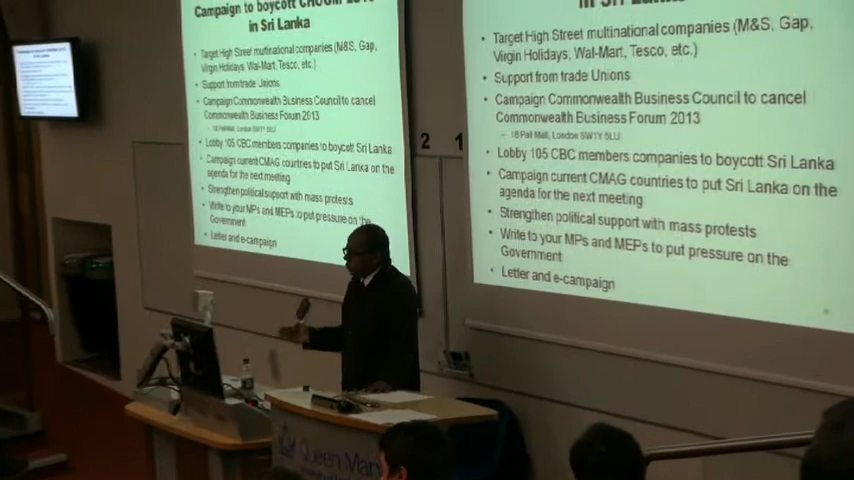 Campaign to boycott CHOGM
in Sri Lanka
• Target High Street multinational companies (M&S, Gap,
Virgin Holidays, Wal-Mart, Tesco, etc.)
• Support from trade Unions
• Campaign Commonwealth Business Council to cancel
Commonwealth Business Forum 2013
– 18 Pall Mall, London SW1Y 5LU
• Lobby 105 CBC members companies to boycott Sri Lanka
• Campaign current CMAG countries to put Sri Lanka on the
agenda for the next meeting
• Strengthen political support with mass protests
• Write to your MPs and MEPs to put pressure on the
Government
• Letter and e-campaign
2 1
in Sri Lanka
• Target High Street multinational companies (M&S, Gap,
Virgin Holidays, Wal-Mart, Tesco, etc.)
• Support from trade Unions
• Campaign Commonwealth Business Council to cancel
Commonwealth Business Forum 2013
– 18 Pall Mall, London SW1Y 5LU
• Lobby 105 CBC members companies to boycott Sri Lanka
• Campaign current CMAG countries to put Sri Lanka on the
agenda for the next meeting
• Strengthen political support with mass protests
• Write to your MPs and MEPs to put pressure on the
Government
• Letter and e-campaign
Queen Mary